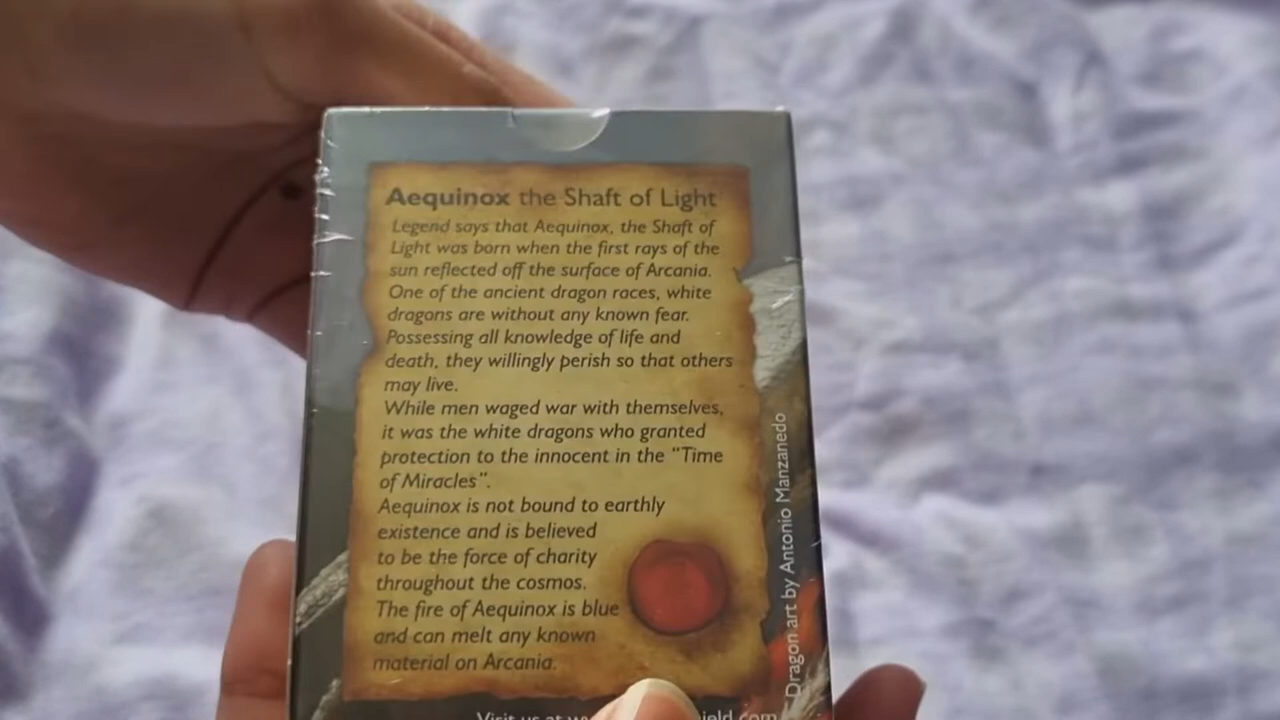 Aequinox the Shaft of Light
Legend says that Aequinox, the Shaft of
Light was born when the first rays of the
sun reflected off the surface of Arcania.
One of the ancient dragon races, white
dragons are without any known fear.
Possessing all knowledge of life and
death, they willingly perish so that others
may live.
While men waged war with themselves,
it was the white dragons who granted
protection to the innocent in the "Time
of Miracles".
Aequinox is not bound to earthly
existence and is believed
to be the force of charity
throughout the cosmos.
The fire of Aequinox is blue
and can melt any known
material on Arcania.
Dragon art by Antonio Manzanedo
Visit us at